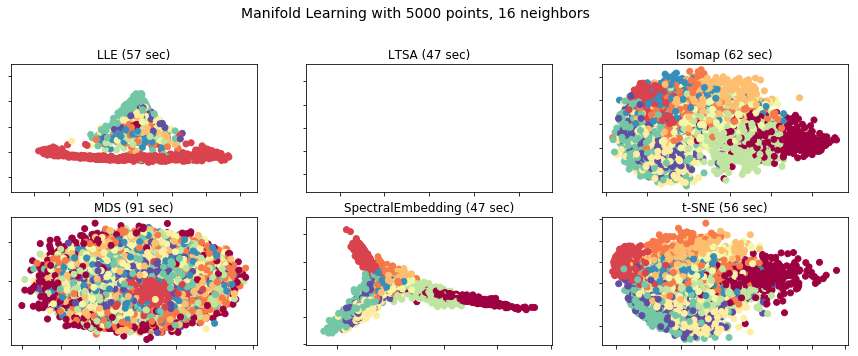 Manifold Learning with 5000 points, 16 neighbors
LLE (57 sec)
LTSA (47 sec)
Isomap (62 sec)
MDS (91 sec)
SpectralEmbedding (47 sec)
t-SNE (56 sec)